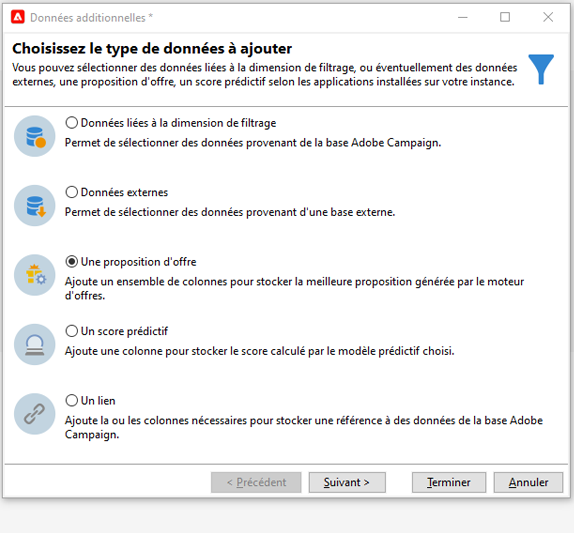 Données additionnelles *
Choisissez le type de données à ajouter
Vous pouvez sélectionner des données liées à la dimension de filtrage, ou éventuellement des données
externes, une proposition d'offre, un score prédictif selon les applications installées sur votre instance.
Données liées à la dimension de filtrage
Permet de sélectionner des données provenant de la base Adobe Campaign.
Données externes
Permet de sélectionner des données provenant d'une base externe.
Une proposition d'offre
Ajoute un ensemble de colonnes pour stocker la meilleure proposition générée par le moteur
d'offres.
Un score prédictif
Ajoute une colonne pour stocker le score calculé par le modèle prédictif choisi.
Un lien
Ajoute la ou les colonnes nécessaires pour stocker une référence à des données de la base Adobe
Campaign.
< Précédent Suivant > Terminer Annuler